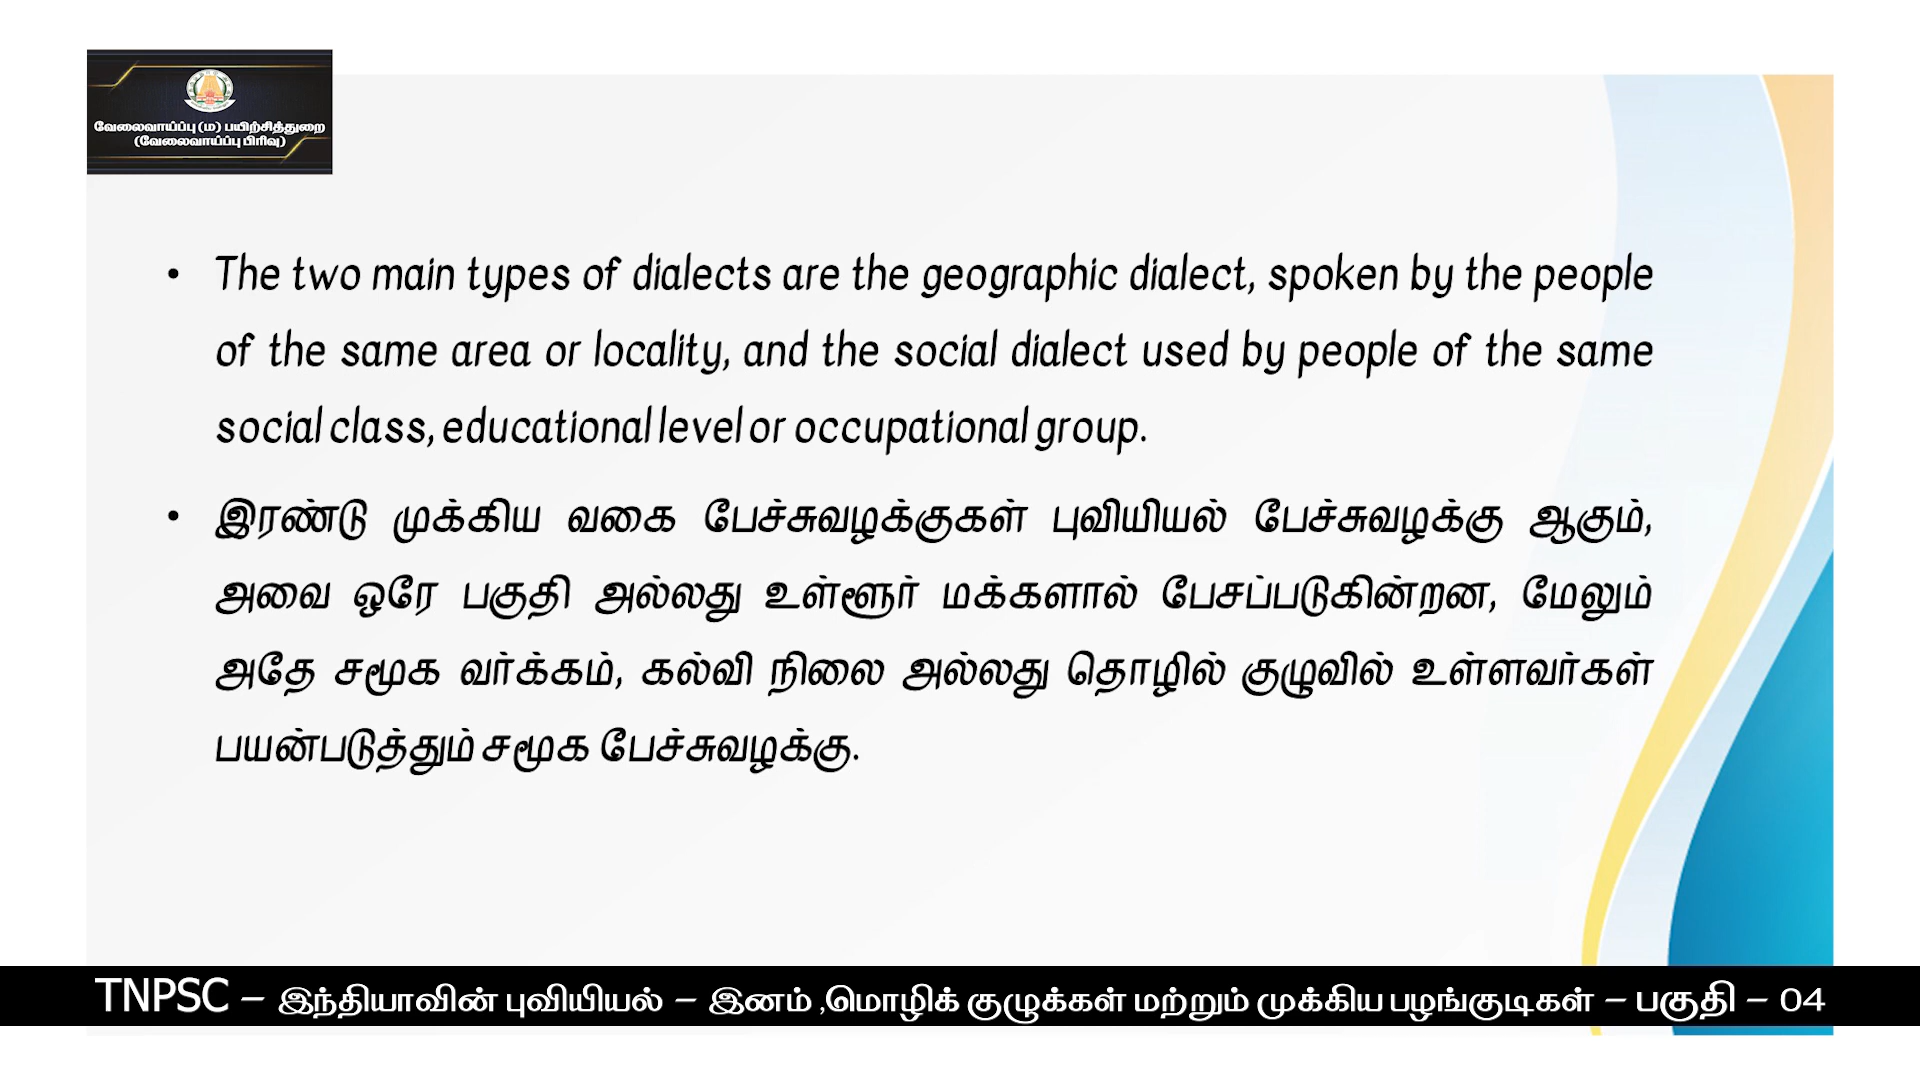 வேலைவாய்ப்பு (ம) பயிற்சித்துறை
(வேலைவாய்ப்பு பிரிவு)
• The two main types of dialects are the geographic dialect, spoken by the people
of the same area or locality, and the social dialect used by people of the same
social class, educational level or occupational group.
• இரண்டு முக்கிய வகை பேச்சுவழக்குகள் புவியியல் பேச்சுவழக்கு ஆகும்,
அவை ஒரே பகுதி அல்லது உள்ளூர் மக்களால் பேசப்படுகின்றன, மேலும்
அதே சமூக வர்க்கம், கல்வி நிலை அல்லது தொழில் குழுவில் உள்ளவர்கள்
பயன்படுத்தும் சமூக பேச்சுவழக்கு.
TNPSC – இந்தியாவின் புவியியல் – இனம் ,மொழிக் குழுக்கள் மற்றும் முக்கிய பழங்குடிகள் – பகுதி – 04